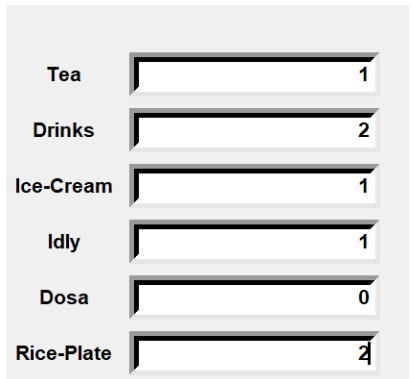 Tea 1
Drinks 2
Ice-Cream 1
Idly 1
Dosa 0
Rice-Plate 2